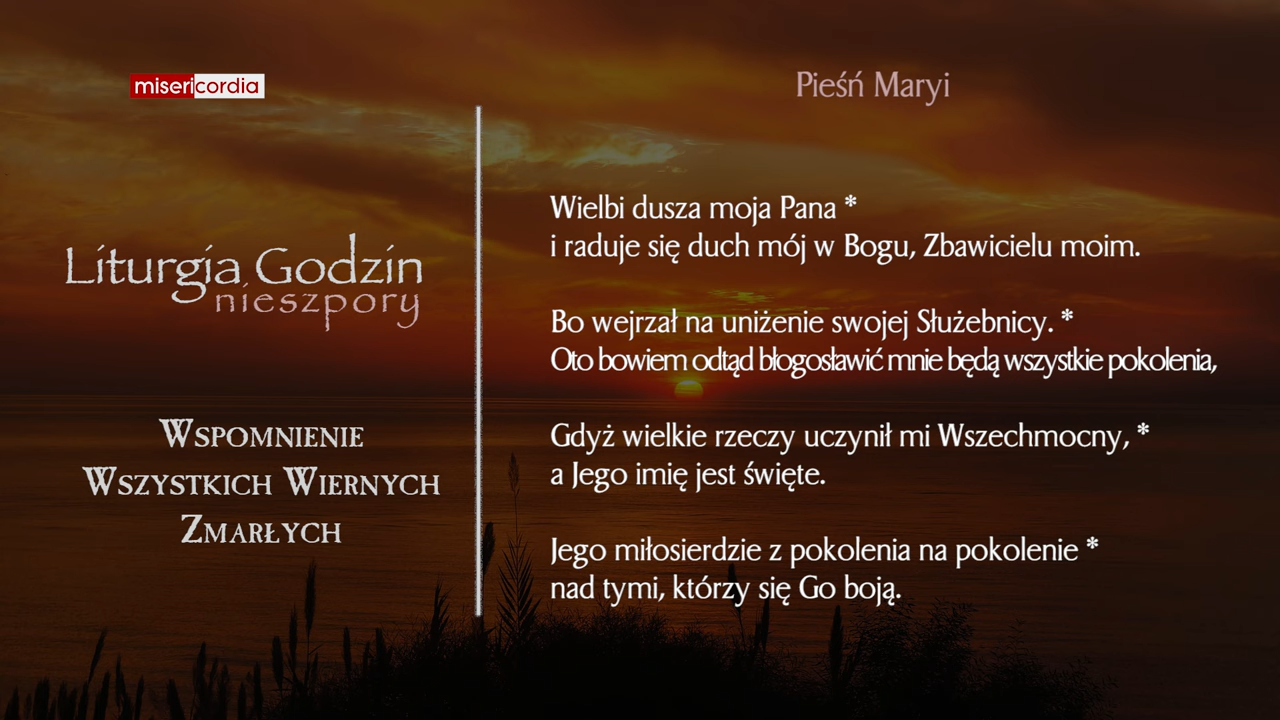 misericordia
Liturgia Godzin
nieszpory
Wspomnienie
Wszystkich Wiernych
Zmarłych
Pieśń Maryi
Wielbi dusza moja Pana *
i raduje się duch mój w Bogu, Zbawicielu moim.
Bo wejrzał na uniżenie swojej Służebnicy. *
Oto bowiem odtąd błogosławić mnie będą wszystkie pokolenia,
Gdyż wielkie rzeczy uczynił mi Wszechmocny, *
a Jego imię jest święte.
Jego miłosierdzie z pokolenia na pokolenie *
nad tymi, którzy się Go boją.